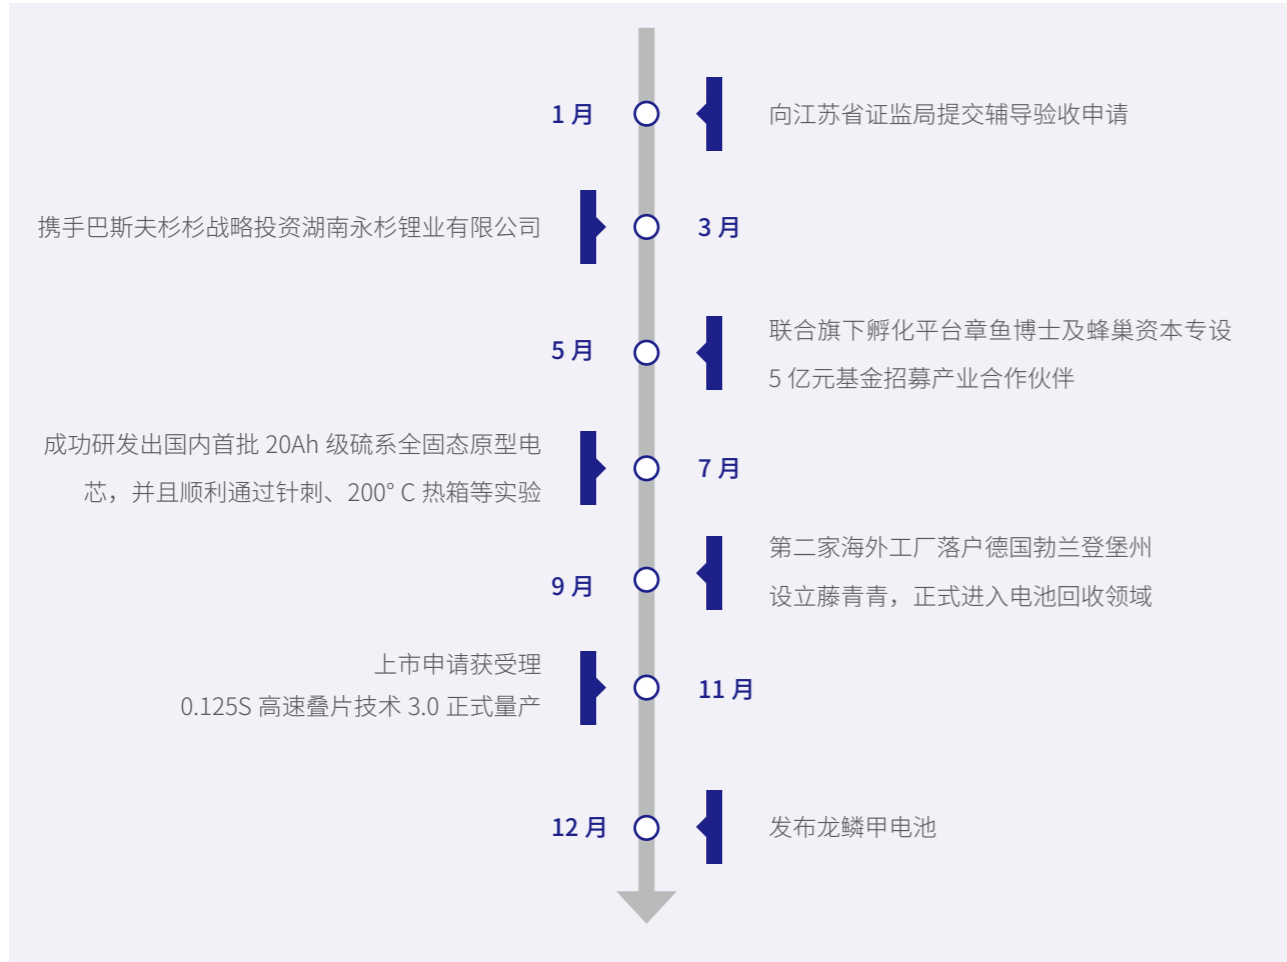 1 月
向江苏省证监局提交辅导验收申请
携手巴斯夫杉杉战略投资湖南永杉锂业有限公司
3 月
5 月
联合旗下孵化平台章鱼博士及蜂巢资本专设
5 亿元基金招募产业合作伙伴
成功研发出国内首批 20Ah 级硫系全固态原型电
芯，并且顺利通过针刺、200° C 热箱等实验
7 月
9 月
第二家海外工厂落户德国勃兰登堡州
设立藤青青，正式进入电池回收领域
上市申请获受理
0.125S 高速叠片技术 3.0 正式量产
11 月
12 月
发布龙鳞甲电池